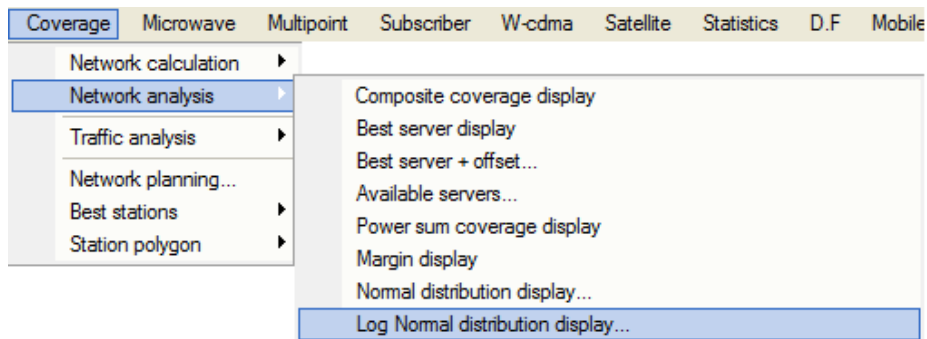 Coverage Microwave Multipoint Subscriber W-cdma Satellite Statistics D.F Mobile
Network calculation
Network analysis
Traffic analysis
Network planning...
Best stations
Station polygon
Composite coverage display
Best server display
Best server + offset...
Available servers...
Power sum coverage display
Margin display
Normal distribution display...
Log Normal distribution display...